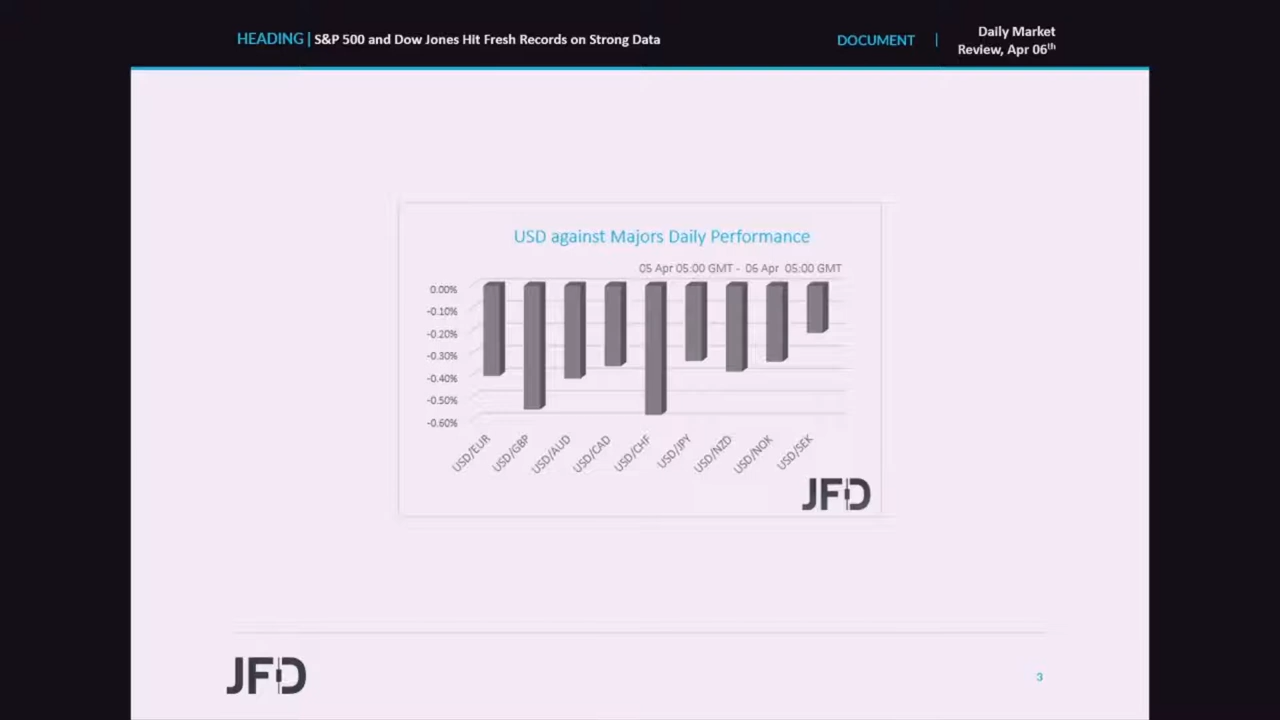 HEADING | S&P 500 and Dow Jones Hit Fresh Records on Strong Data
DOCUMENT | Daily Market
Review, Apr 06th
USD against Majors Daily Performance
05 Apr 05:00 GMT - 06 Apr 05:00 GMT
0.00%
-0.10%
-0.20%
-0.30%
-0.40%
-0.50%
-0.60%
USD/EUR
USD/GBP
USD/AUD
USD/CAD
USD/CHF
USD/JPY
USD/NZD
USD/NOK
USD/SEK
JFD
JFD
3